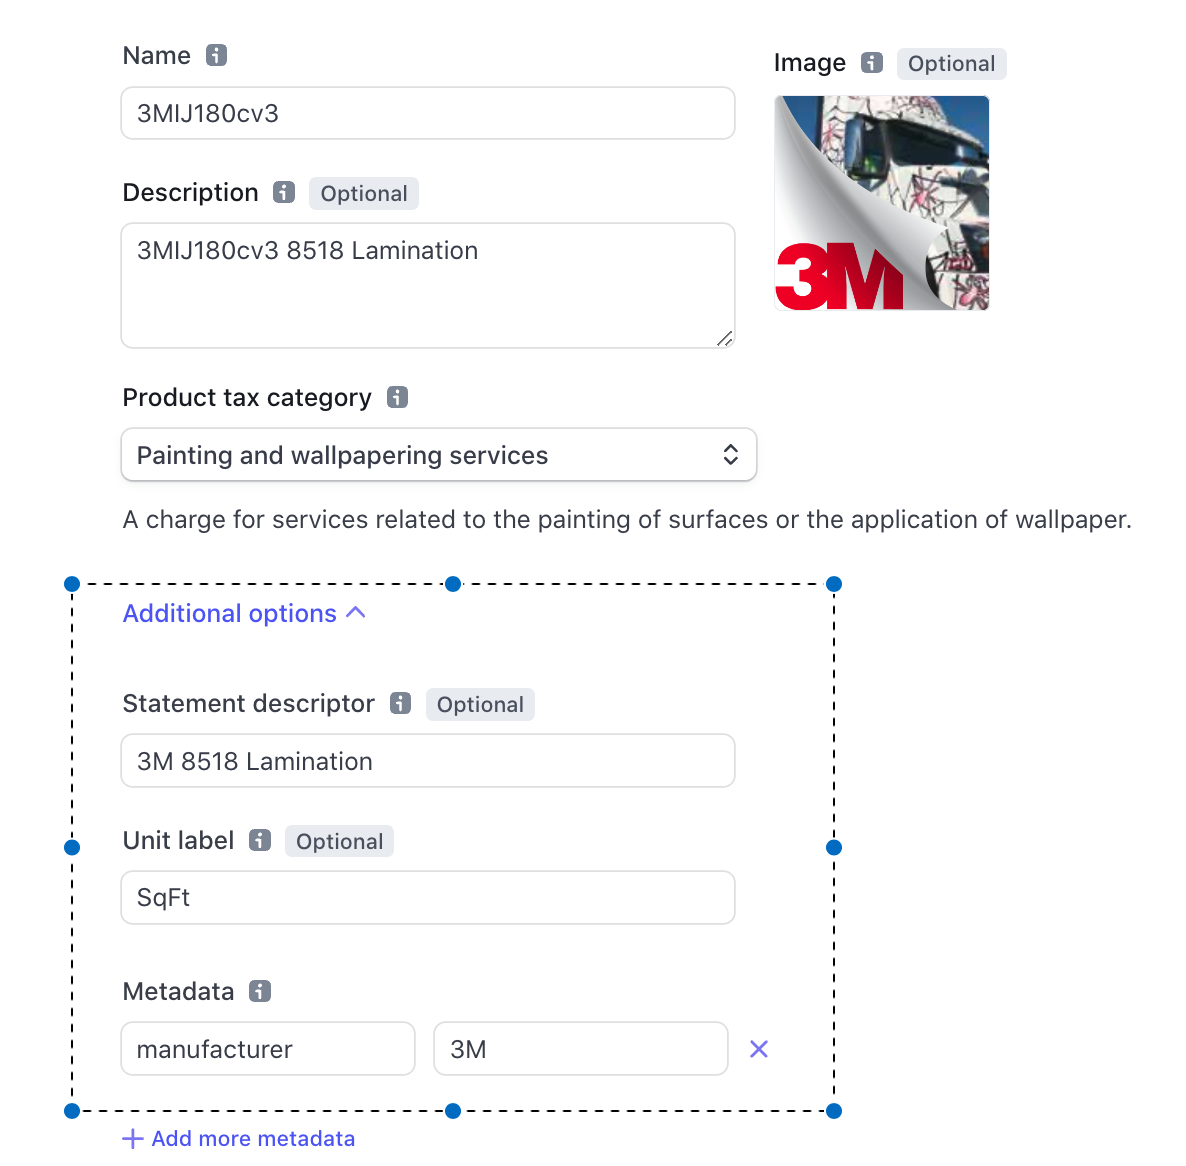 Name
3MIJ180cv3
Description Optional
3MIJ180cv3 8518 Lamination
Image Optional
3M
Product tax category
Painting and wallpapering services
A charge for services related to the painting of surfaces or the application of wallpaper.
Additional options
Statement descriptor Optional
3M 8518 Lamination
Unit label Optional
SqFt
Metadata
manufacturer 3M
Add more metadata